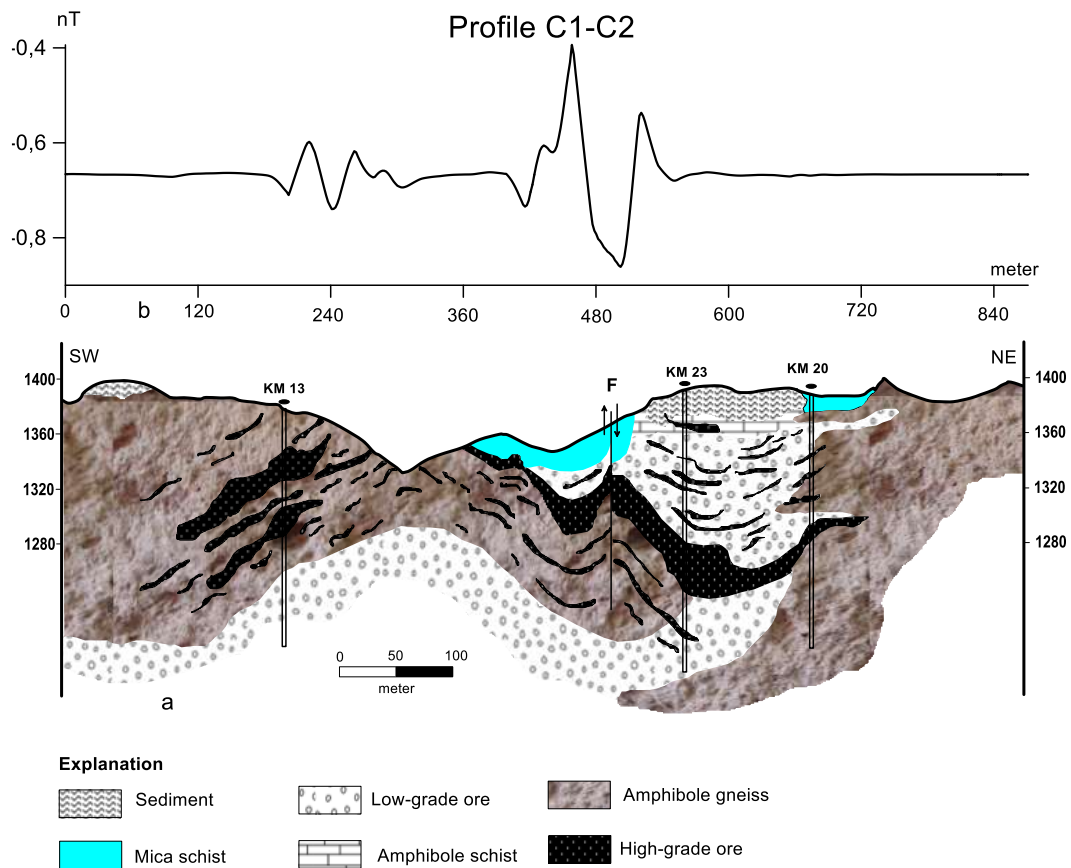 Profile C1-C2
nT
-0,4
-0,6
-0,8
meter
0 b 120 240 360 480 600 720 840
SW NE
KM 13 F KM 23 KM 20
1400 1400
1360 1360
1320 1320
1280 1280
0 50 100
meter
a
Explanation
Sediment Low-grade ore Amphibole gneiss
Mica schist Amphibole schist High-grade ore